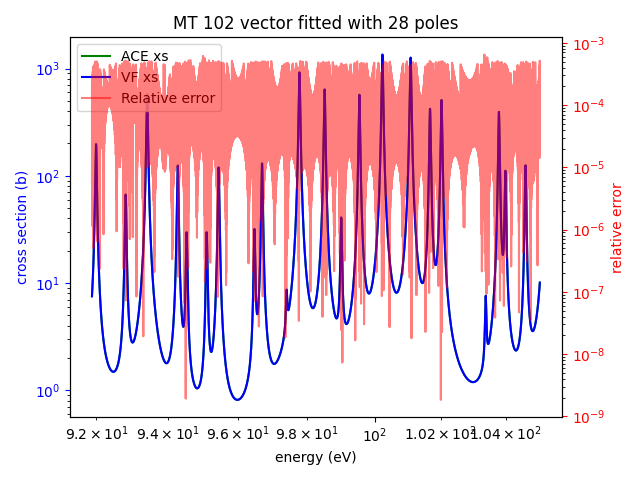 MT 102 vector fitted with 28 poles
ACE xs
VF xs
Relative error
10³
10²
10¹
10⁰
cross section (b)
10⁻³
10⁻⁴
10⁻⁵
10⁻⁶
10⁻⁷
10⁻⁸
10⁻⁹
relative error
9.2 × 10¹ 9.4 × 10¹ 9.6 × 10¹ 9.8 × 10¹ 10² 1.02 × 10² 1.04 × 10²
energy (eV)